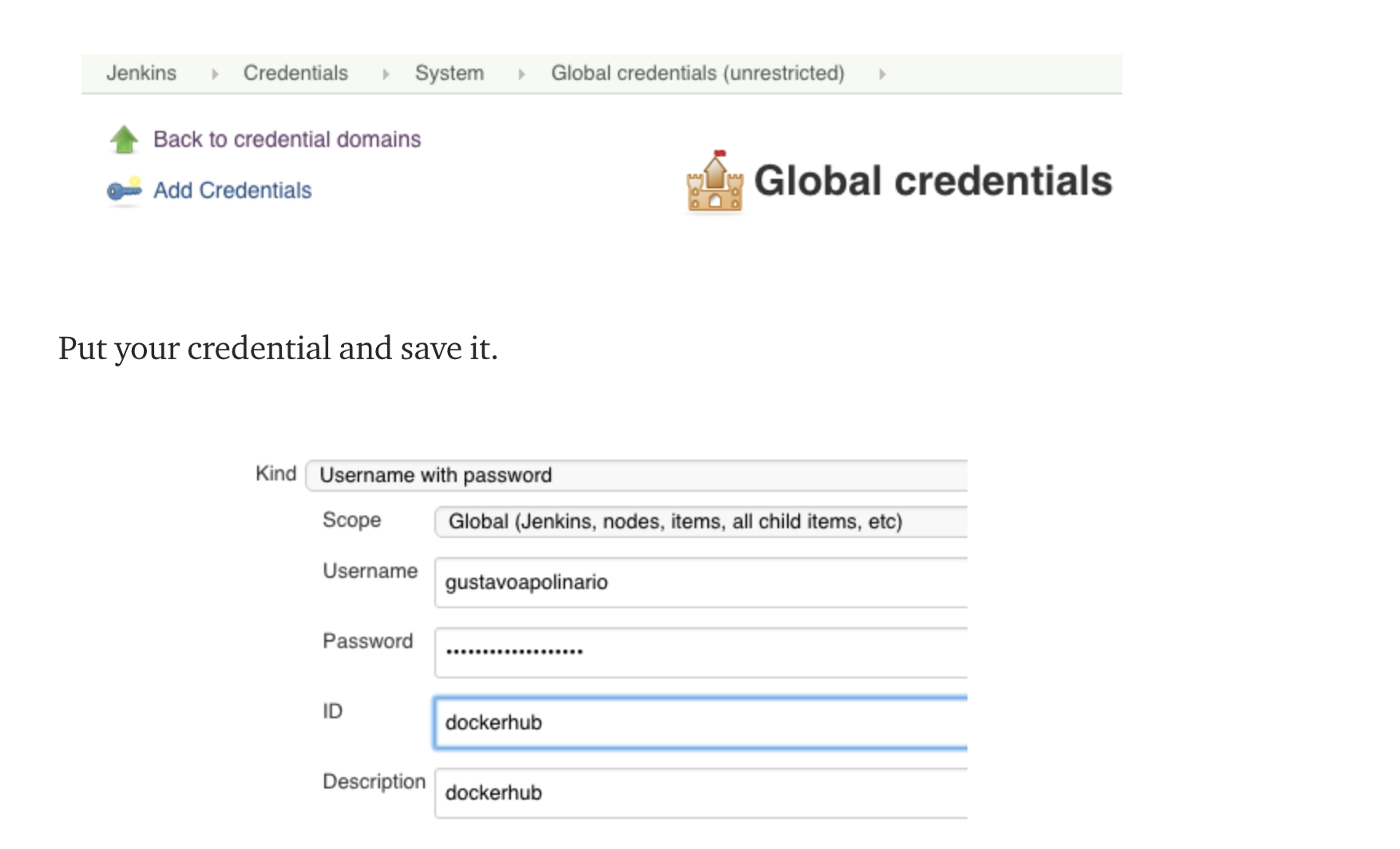 Jenkins Credentials System Global credentials (unrestricted)
Back to credential domains
Add Credentials
Global credentials
Put your credential and save it.
Kind Username with password
Scope Global (Jenkins, nodes, items, all child items, etc)
Username gustavoapolinario
Password •••••••••••••••••••
ID dockerhub
Description dockerhub